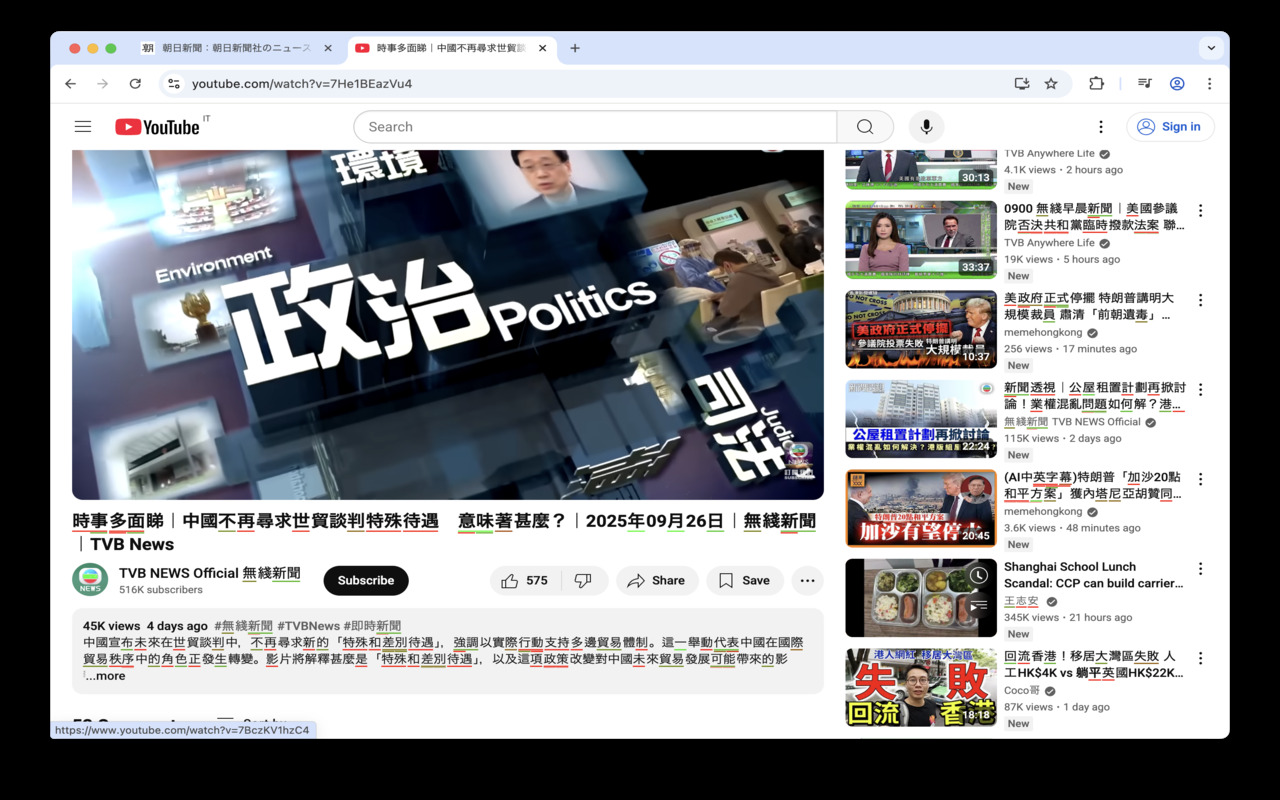 朝日新聞：朝日新聞社のニュース
時事多面睇｜中國不再尋求世貿談
youtube.com/watch?v=7He1BEazVu4
YouTube IT
Search
Sign in
環境
Environment
政治 Politics
司法
時事多面睇｜中國不再尋求世貿談判特殊待遇　意味著甚麼？｜2025年09月26日｜無綫新聞
｜TVB News
TVB NEWS Official 無綫新聞
516K subscribers
Subscribe
575
Share
Save
45K views 4 days ago #無綫新聞 #TVBNews #即時新聞
中國宣布未來在世貿談判中，不再尋求新的「特殊和差別待遇」，強調以實際行動支持多邊貿易體制。這一舉動代表中國在國際
貿易秩序中的角色正發生轉變。影片將解釋甚麼是「特殊和差別待遇」，以及這項政策改變對中國未來貿易發展可能帶來的影
...more
https://www.youtube.com/watch?v=7BczKV1hzC4
30:13
TVB Anywhere Life
4.1K views • 2 hours ago
New
33:37
0900 無綫早晨新聞｜美國參議
院否決共和黨臨時撥款法案 聯...
TVB Anywhere Life
19K views • 5 hours ago
New
美政府正式停擺
參議院投票失敗 特朗普講明
大規模裁員
10:37
美政府正式停擺 特朗普講明大
規模裁員 肅清「前朝遺毒」...
memehongkong
256 views • 17 minutes ago
New
公屋租置計劃再掀討論
22:24
新聞透視｜公屋租置計劃再掀討
論！業權混亂問題如何解？港...
無綫新聞 TVB NEWS Official
115K views • 2 days ago
New
特朗普20點和平方案
加沙有望停火
20:45
(AI中英字幕)特朗普「加沙20點
和平方案」獲內塔尼亞胡贊同...
memehongkong
3.6K views • 48 minutes ago
New
Shanghai School Lunch
Scandal: CCP can build carrier...
王志安
345K views • 21 hours ago
New
港人網紅 移居大灣區
失敗
回流香港
18:18
回流香港！移居大灣區失敗 人
工HK$4K vs 躺平英國HK$22K...
Coco哥
87K views • 1 day ago
New